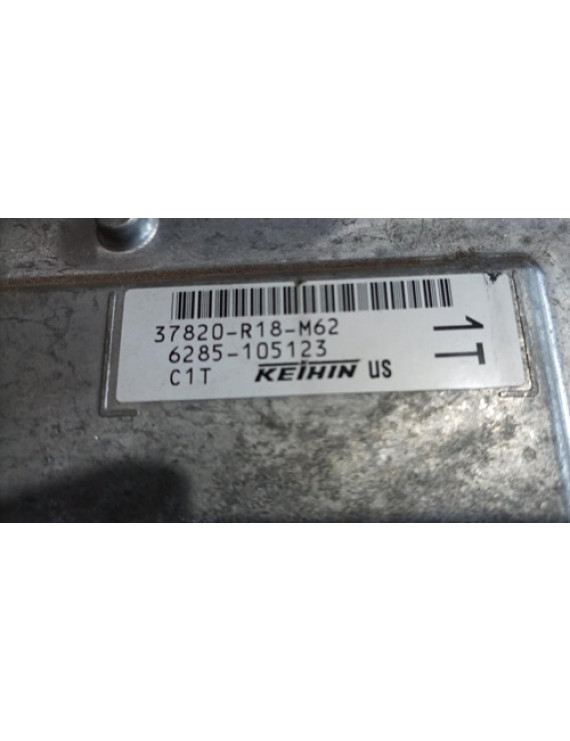 37820-R18-M62
6285-105123
C1T KEIHIN US
1T